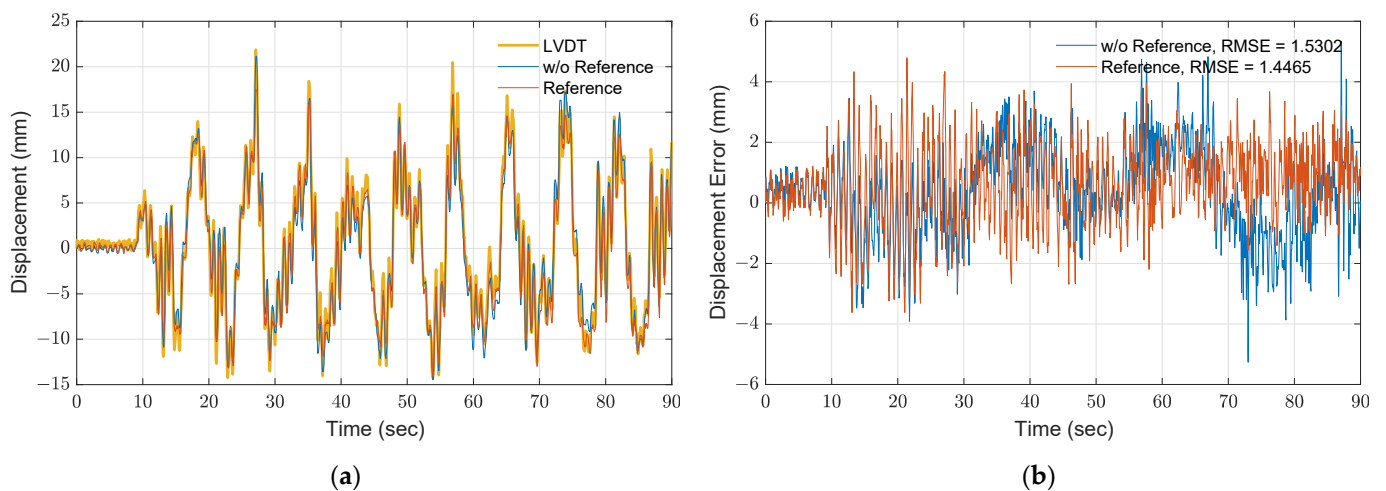 25
20
15
10
5
0
−5
−10
−15
0 10 20 30 40 50 60 70 80 90
Displacement (mm)
Time (sec)
LVDT
w/o Reference
Reference
(a)
6
4
2
0
-2
-4
-6
0 10 20 30 40 50 60 70 80 90
Displacement Error (mm)
Time (sec)
w/o Reference, RMSE = 1.5302
Reference, RMSE = 1.4465
(b)